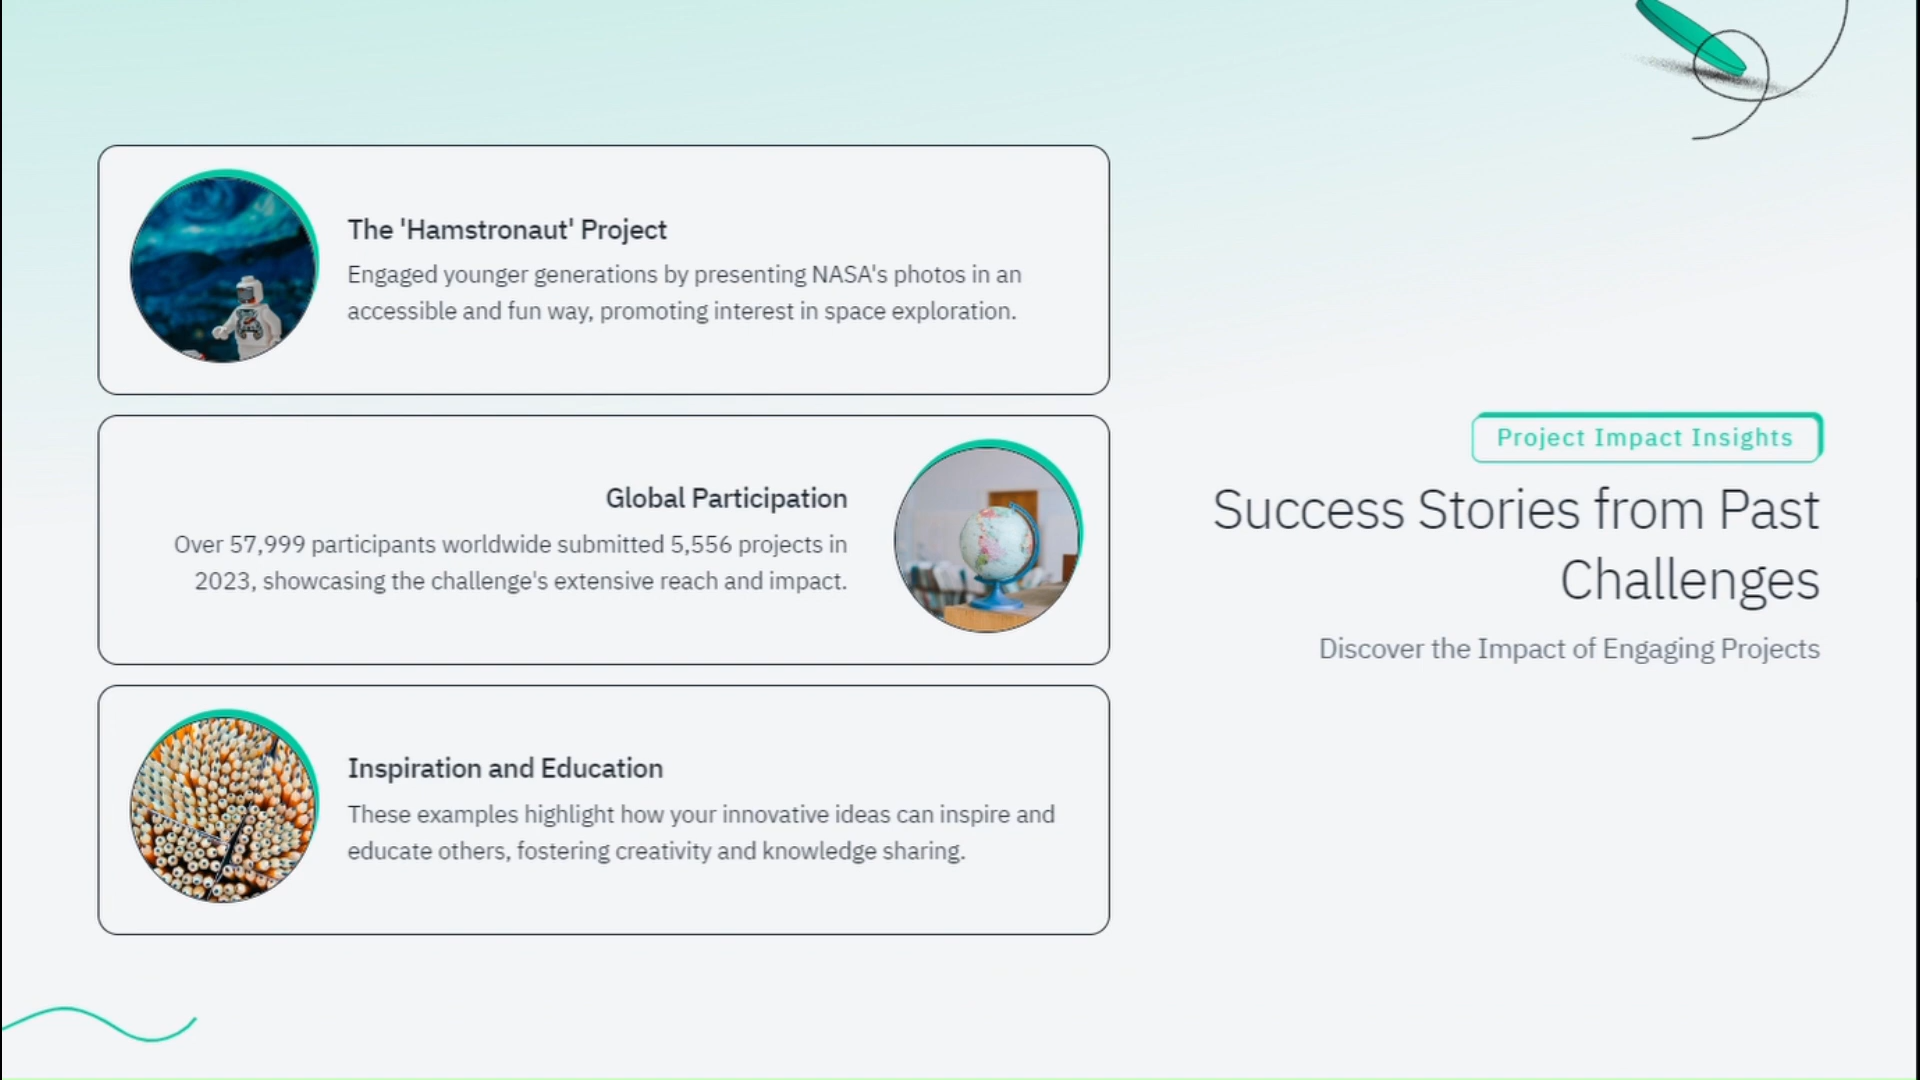 The 'Hamstronaut' Project
Engaged younger generations by presenting NASA's photos in an
accessible and fun way, promoting interest in space exploration.
Global Participation
Over 57,999 participants worldwide submitted 5,556 projects in
2023, showcasing the challenge's extensive reach and impact.
Inspiration and Education
These examples highlight how your innovative ideas can inspire and
educate others, fostering creativity and knowledge sharing.
Project Impact Insights
Success Stories from Past
Challenges
Discover the Impact of Engaging Projects